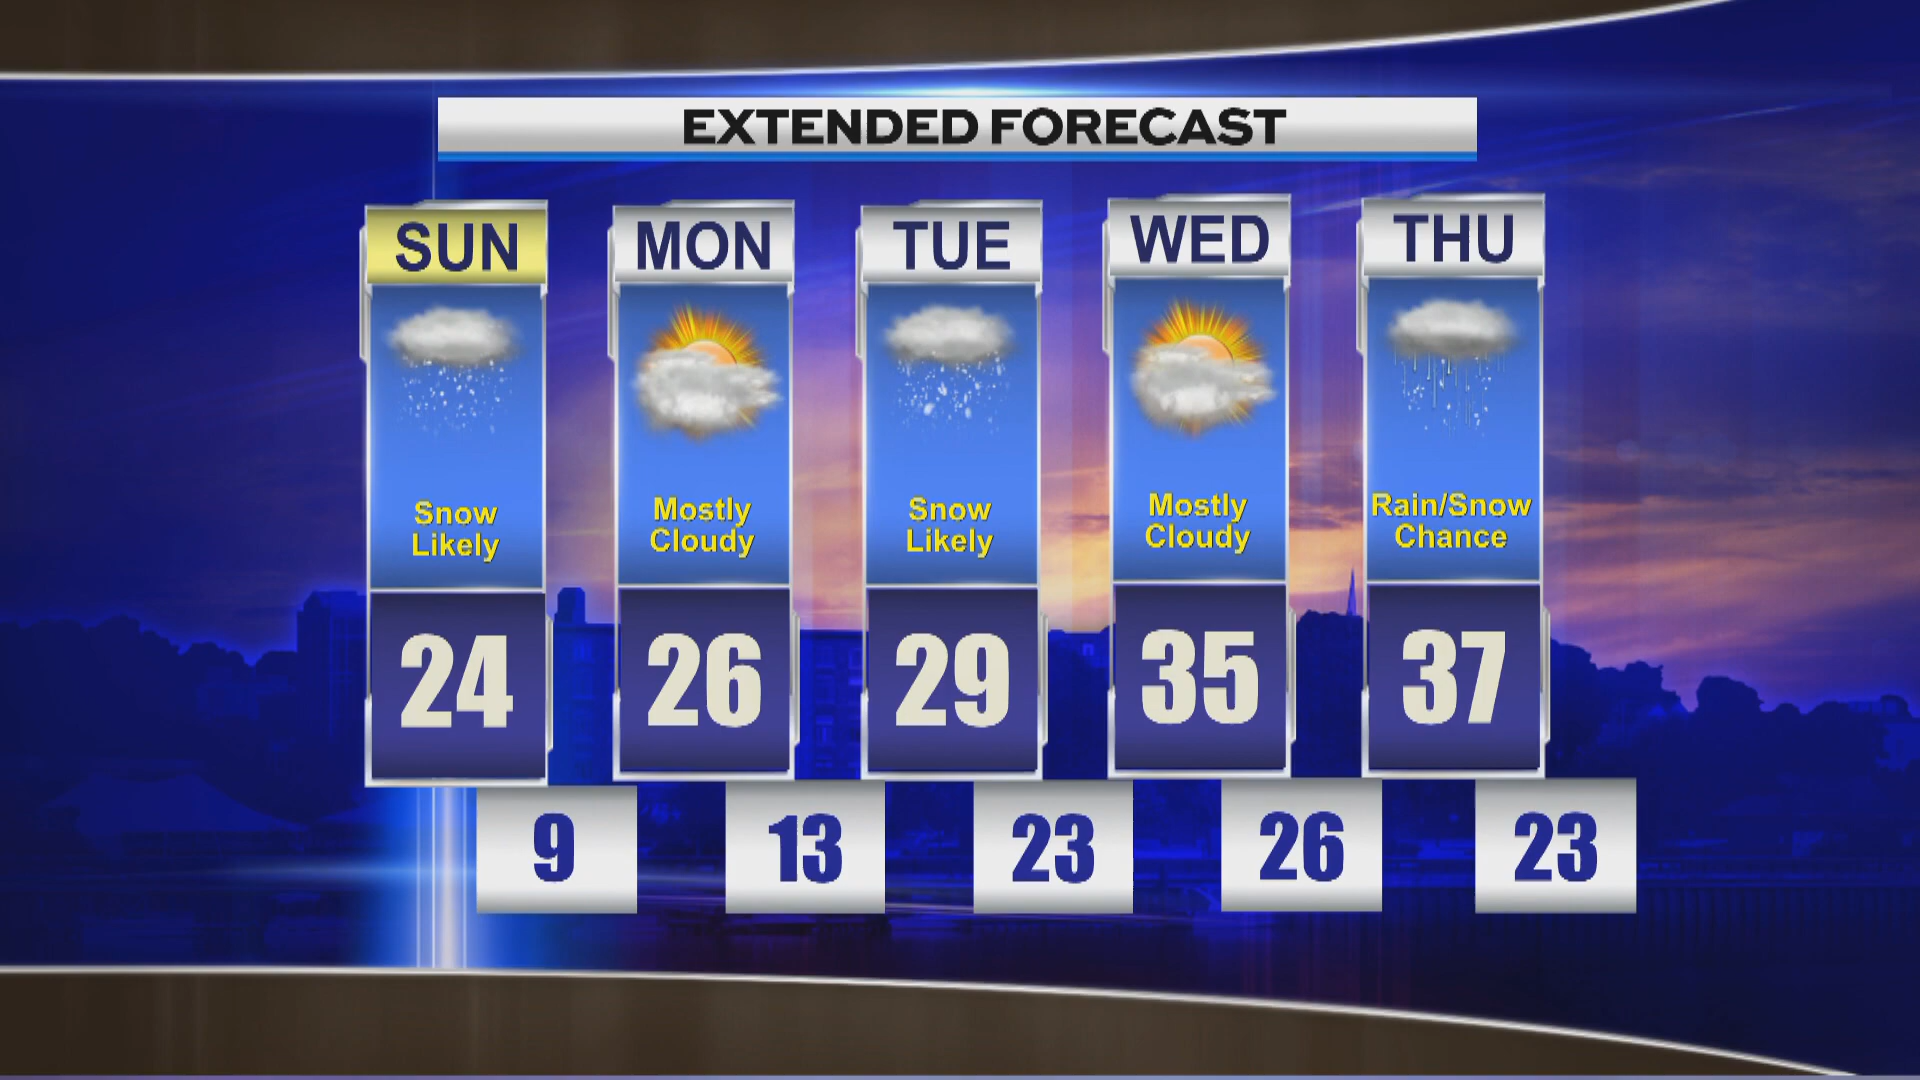 EXTENDED FORECAST
SUN
MON
TUE
WED
THU
Snow
Likely
Mostly
Cloudy
Snow
Likely
Mostly
Cloudy
Rain/Snow
Chance
24
26
29
35
37
9
13
23
26
23